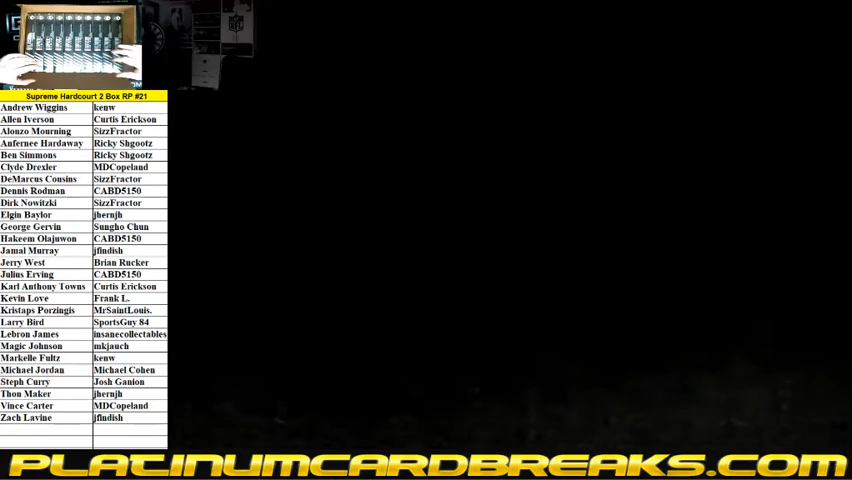 NFL
Supreme Hardcourt 2 Box RP #21
Andrew Wiggins kenw
Allen Iverson Curtis Erickson
Alonzo Mourning SizzFractor
Anfernee Hardaway Ricky Shgootz
Ben Simmons Ricky Shgootz
Clyde Drexler MDCopeland
DeMarcus Cousins SizzFractor
Dennis Rodman CABD5150
Dirk Nowitzki SizzFractor
Elgin Baylor jhernjh
George Gervin Sungho Chun
Hakeem Olajuwon CABD5150
Jamal Murray jfindish
Jerry West Brian Rucker
Julius Erving CABD5150
Karl Anthony Towns Curtis Erickson
Kevin Love Frank L.
Kristaps Porzingis MrSaintLouis.
Larry Bird SportsGuy 84
Lebron James insanecollectables
Magic Johnson mkjauch
Markelle Fultz kenw
Michael Jordan Michael Cohen
Steph Curry Josh Ganion
Thon Maker jhernjh
Vince Carter MDCopeland
Zach Lavine jfindish
PLATINUMCARDBREAKS.COM